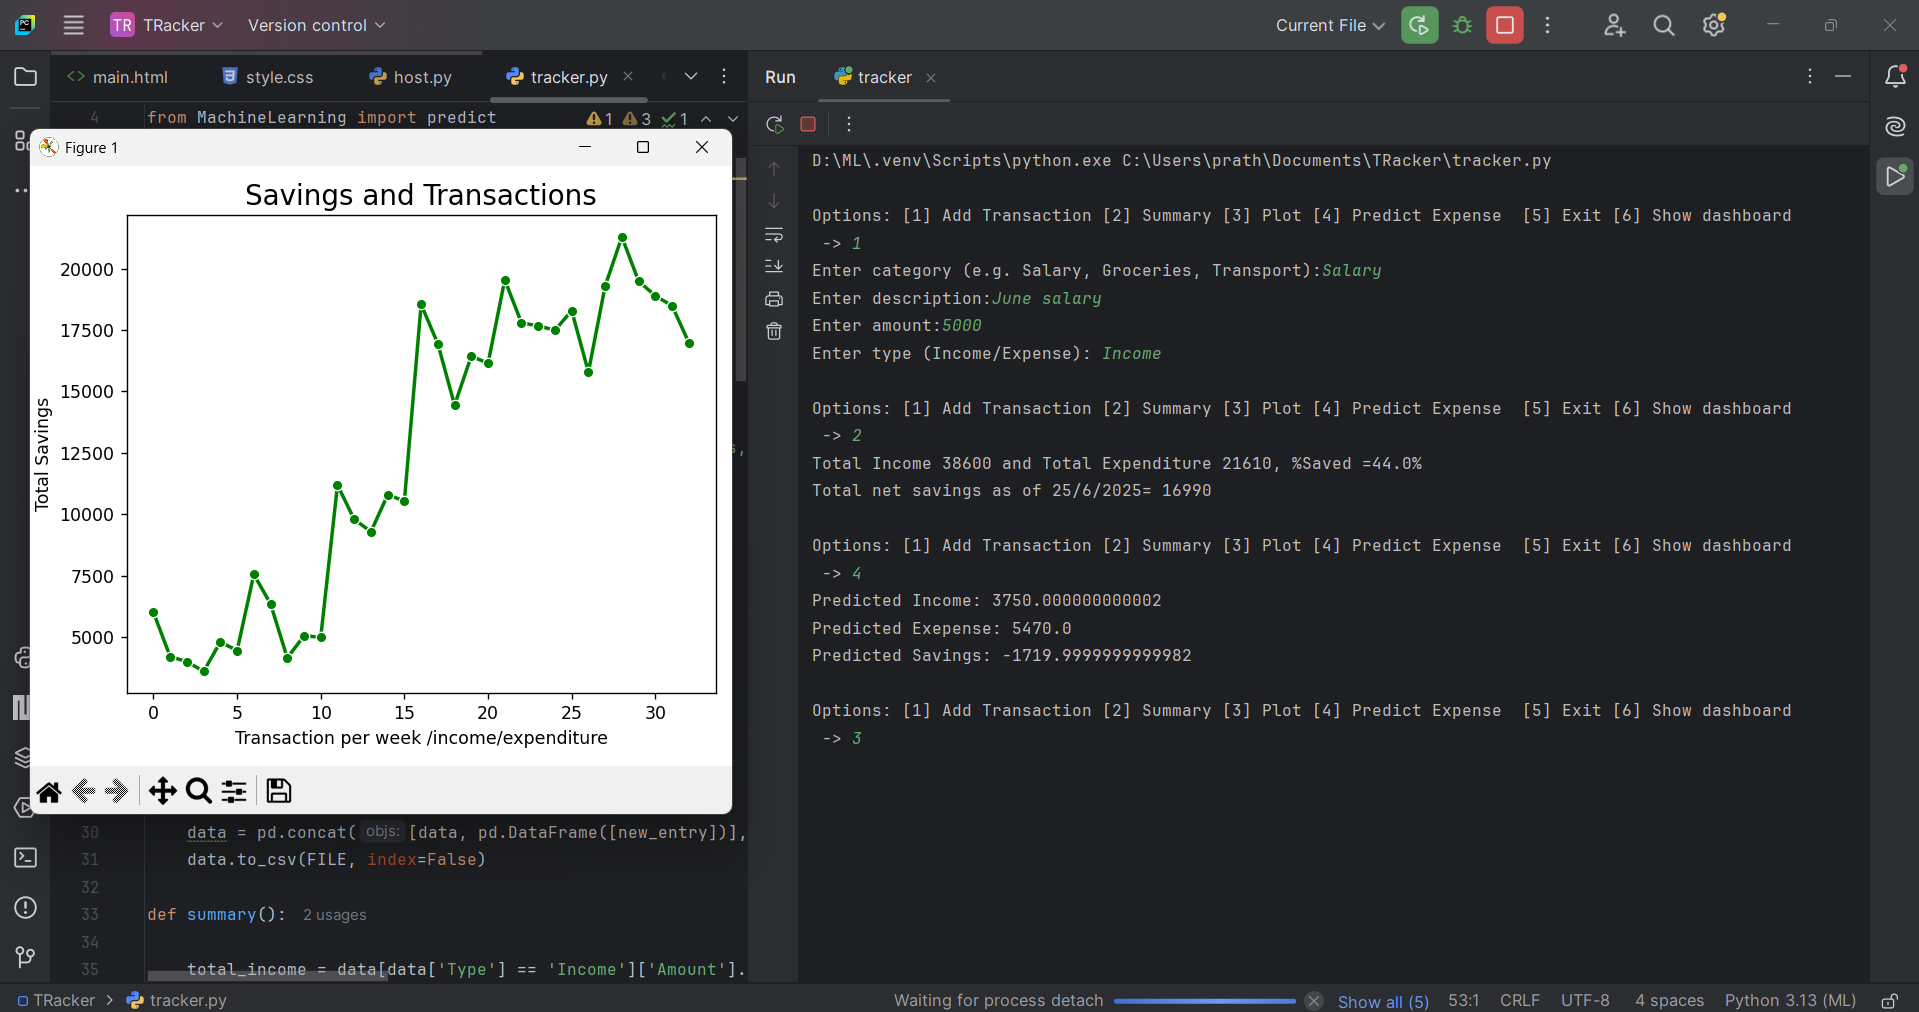 TR TRacker Version control Current File
main.html style.css host.py tracker.py
4 from MachineLearning import predict 1 3 1
Figure 1
Savings and Transactions
20000
17500
15000
12500
10000
7500
5000
Total Savings
0 5 10 15 20 25 30
Transaction per week /income/expenditure
30 data = pd.concat( objs: [data, pd.DataFrame([new_entry])],
31 data.to_csv(FILE, index=False)
32
33 def summary(): 2 usages
34
35 total_income = data[data['Type'] == 'Income']['Amount'].
Run tracker
D:\ML\.venv\Scripts\python.exe C:\Users\prath\Documents\TRacker\tracker.py
Options: [1] Add Transaction [2] Summary [3] Plot [4] Predict Expense [5] Exit [6] Show dashboard
-> 1
Enter category (e.g. Salary, Groceries, Transport):Salary
Enter description:June salary
Enter amount:5000
Enter type (Income/Expense): Income
Options: [1] Add Transaction [2] Summary [3] Plot [4] Predict Expense [5] Exit [6] Show dashboard
-> 2
Total Income 38600 and Total Expenditure 21610, %Saved =44.0%
Total net savings as of 25/6/2025= 16990
Options: [1] Add Transaction [2] Summary [3] Plot [4] Predict Expense [5] Exit [6] Show dashboard
-> 4
Predicted Income: 3750.000000000002
Predicted Exepense: 5470.0
Predicted Savings: -1719.9999999999982
Options: [1] Add Transaction [2] Summary [3] Plot [4] Predict Expense [5] Exit [6] Show dashboard
-> 3
TRacker > tracker.py Waiting for process detach Show all (5) 53:1 CRLF UTF-8 4 spaces Python 3.13 (ML)